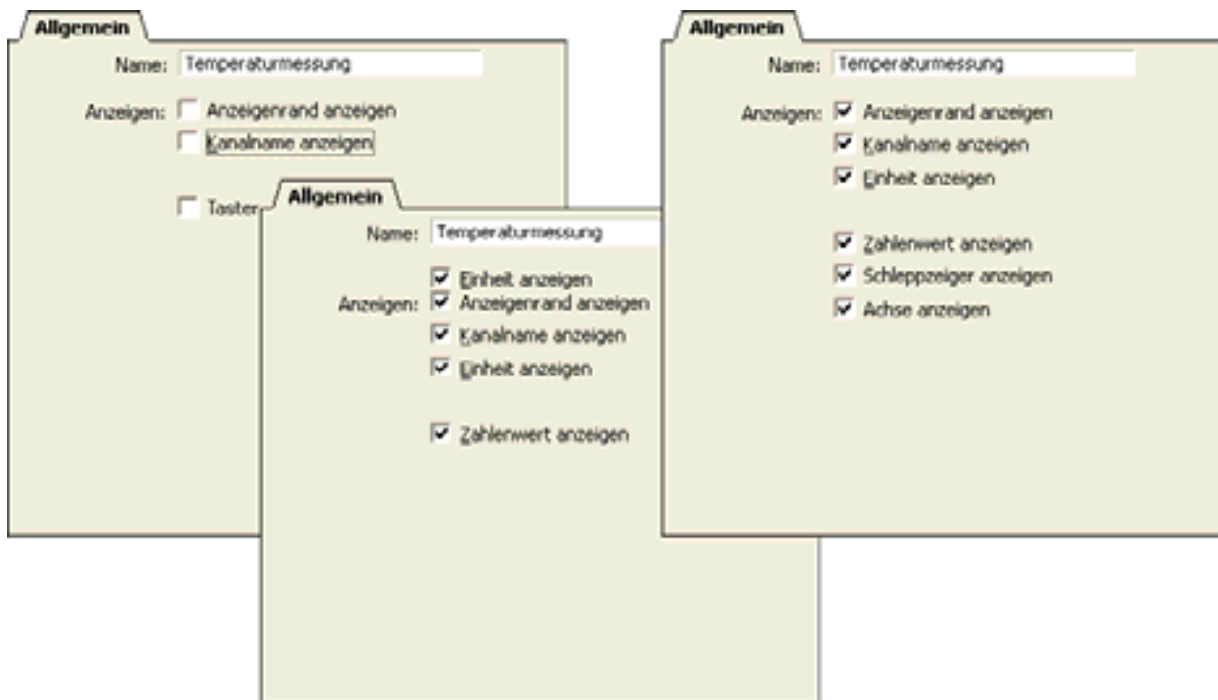 Allgemein
Name: Temperaturmessung
Anzeigen: Anzeigenrand anzeigen
Kanalname anzeigen
Taster
Allgemein
Name: Temperaturmessung
Einheit anzeigen
Anzeigen: Anzeigenrand anzeigen
Kanalname anzeigen
Einheit anzeigen
Zahlenwert anzeigen
Allgemein
Name: Temperaturmessung
Anzeigen: Anzeigenrand anzeigen
Kanalname anzeigen
Einheit anzeigen
Zahlenwert anzeigen
Schleppzeiger anzeigen
Achse anzeigen